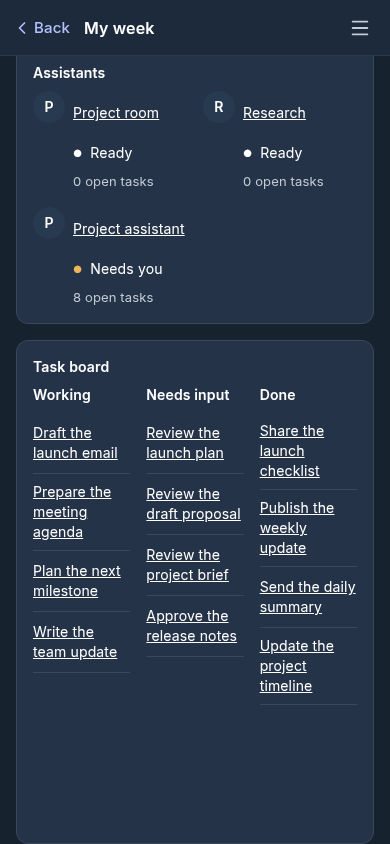 Back
My week
Assistants
P
Project room
Ready
0 open tasks
R
Research
Ready
0 open tasks
P
Project assistant
Needs you
8 open tasks
Task board
Working
Draft the
launch email
Prepare the
meeting
agenda
Plan the next
milestone
Write the
team update
Needs input
Review the
launch plan
Review the
draft proposal
Review the
project brief
Approve the
release notes
Done
Share the
launch
checklist
Publish the
weekly
update
Send the daily
summary
Update the
project
timeline